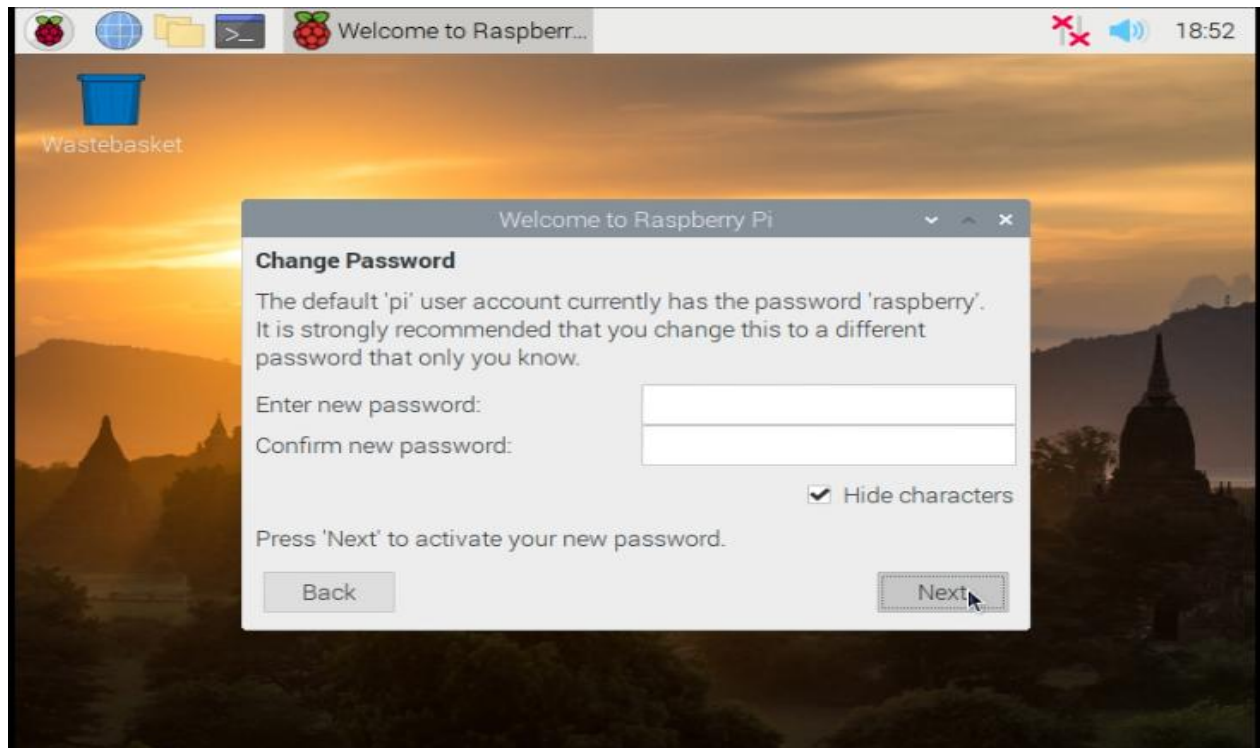 >_
Welcome to Raspberr...
18:52
Wastebasket
Welcome to Raspberry Pi
Change Password
The default 'pi' user account currently has the password 'raspberry'.
It is strongly recommended that you change this to a different
password that only you know.
Enter new password:
Confirm new password:
Hide characters
Press 'Next' to activate your new password.
Back
Next